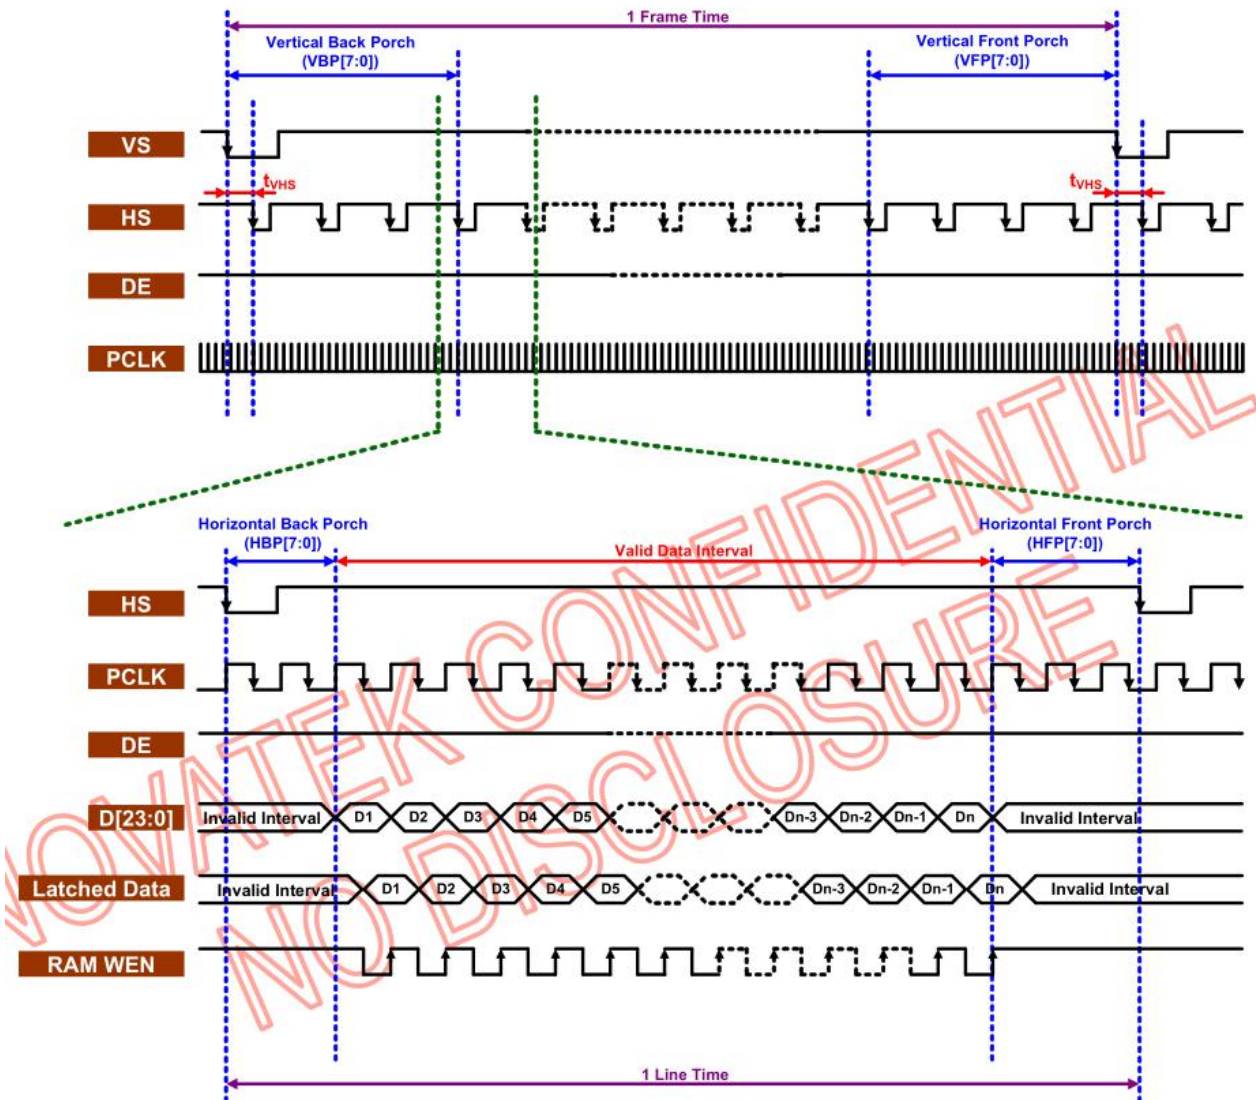 1 Frame Time
Vertical Back Porch
(VBP[7:0])
Vertical Front Porch
(VFP[7:0])
VS
tVHS
tVHS
HS
DE
PCLK
Horizontal Back Porch
(HBP[7:0])
Valid Data Interval
Horizontal Front Porch
(HFP[7:0])
HS
PCLK
DE
D[23:0]
Invalid Interval D1 D2 D3 D4 D5 Dn-3 Dn-2 Dn-1 Dn Invalid Interval
Latched Data
Invalid Interval D1 D2 D3 D4 D5 Dn-3 Dn-2 Dn-1 Dn Invalid Interval
RAM WEN
1 Line Time
NOVATEK CONFIDENTIAL
NO DISCLOSURE